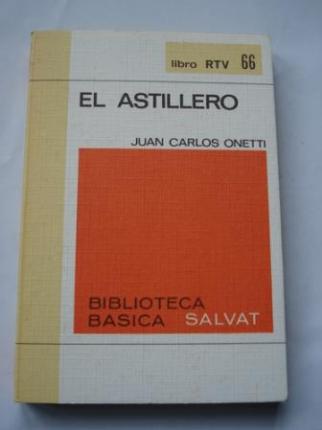 libro RTV 66
EL ASTILLERO
JUAN CARLOS ONETTI
BIBLIOTECA
BASICA SALVAT